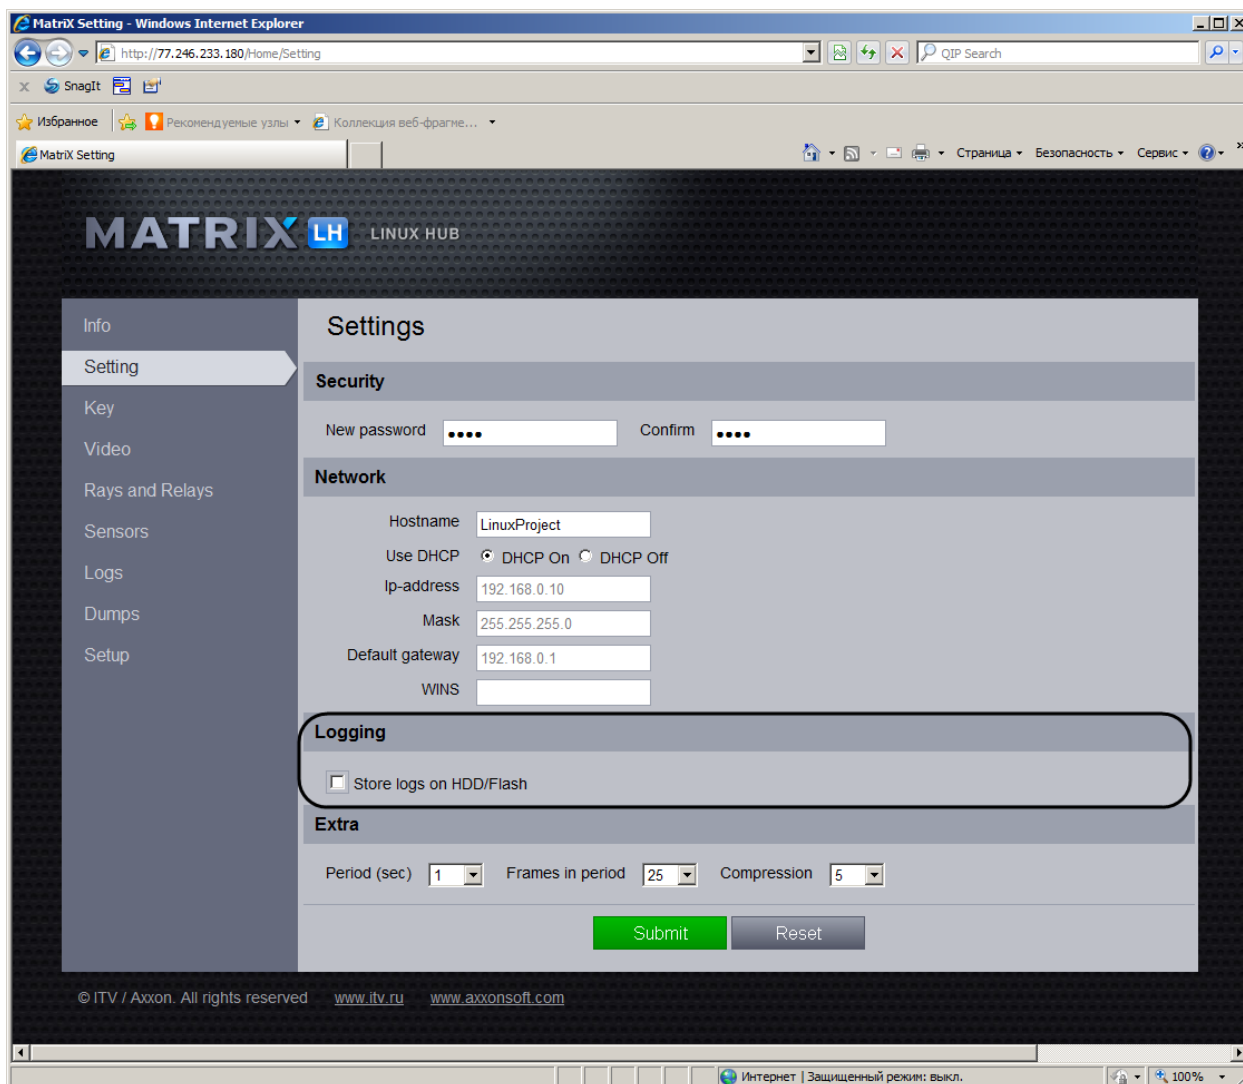 MatriX Setting - Windows Internet Explorer
http://77.246.233.180/Home/Setting
QIP Search
x SnagIt
Избранное Рекомендуемые узлы Коллекция веб-фрагме...
MatriX Setting
Страница Безопасность Сервис »
MATRIX LH LINUX HUB
Info
Setting
Key
Video
Rays and Relays
Sensors
Logs
Dumps
Setup
Settings
Security
New password •••• Confirm ••••
Network
Hostname LinuxProject
Use DHCP DHCP On DHCP Off
Ip-address 192.168.0.10
Mask 255.255.255.0
Default gateway 192.168.0.1
WINS
Logging
Store logs on HDD/Flash
Extra
Period (sec) 1 Frames in period 25 Compression 5
Submit Reset
© ITV / Axxon. All rights reserved www.itv.ru www.axxonsoft.com
Интернет | Защищенный режим: выкл. 100%